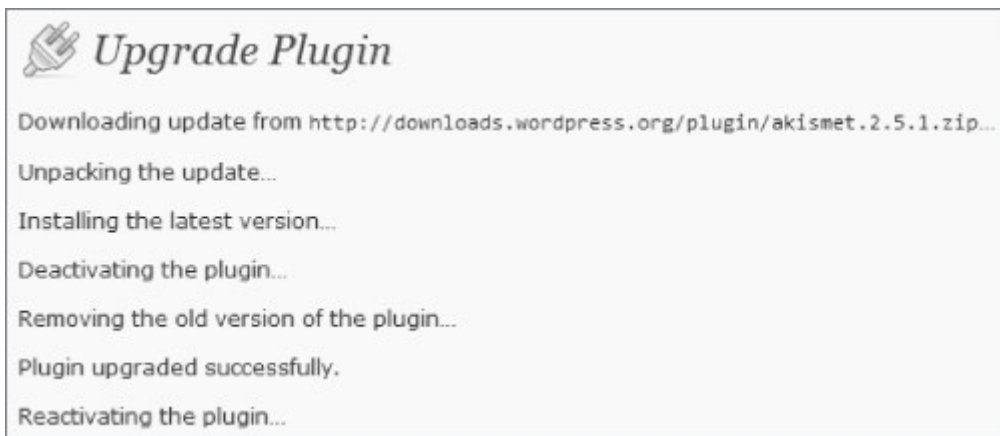 Upgrade Plugin
Downloading update from http://downloads.wordpress.org/plugin/akismet.2.5.1.zip…
Unpacking the update…
Installing the latest version…
Deactivating the plugin…
Removing the old version of the plugin…
Plugin upgraded successfully.
Reactivating the plugin…